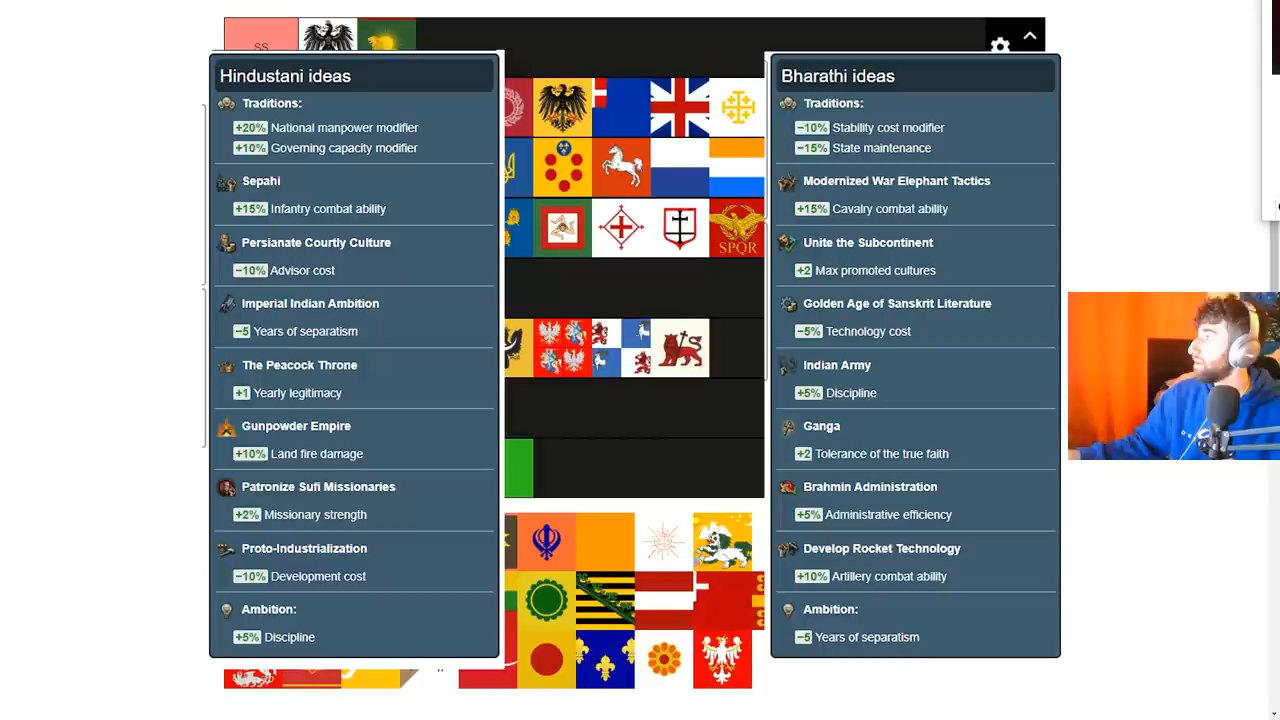 SS
Hindustani ideas
Traditions:
+20% National manpower modifier
+10% Governing capacity modifier
Sepahi
+15% Infantry combat ability
Persianate Courtly Culture
−10% Advisor cost
Imperial Indian Ambition
−5 Years of separatism
The Peacock Throne
+1 Yearly legitimacy
Gunpowder Empire
+10% Land fire damage
Patronize Sufi Missionaries
+2% Missionary strength
Proto-Industrialization
−10% Development cost
Ambition:
+5% Discipline
SPQR
Bharathi ideas
Traditions:
−10% Stability cost modifier
−15% State maintenance
Modernized War Elephant Tactics
+15% Cavalry combat ability
Unite the Subcontinent
+2 Max promoted cultures
Golden Age of Sanskrit Literature
−5% Technology cost
Indian Army
+5% Discipline
Ganga
+2 Tolerance of the true faith
Brahmin Administration
+5% Administrative efficiency
Develop Rocket Technology
+10% Artillery combat ability
Ambition:
−5 Years of separatism